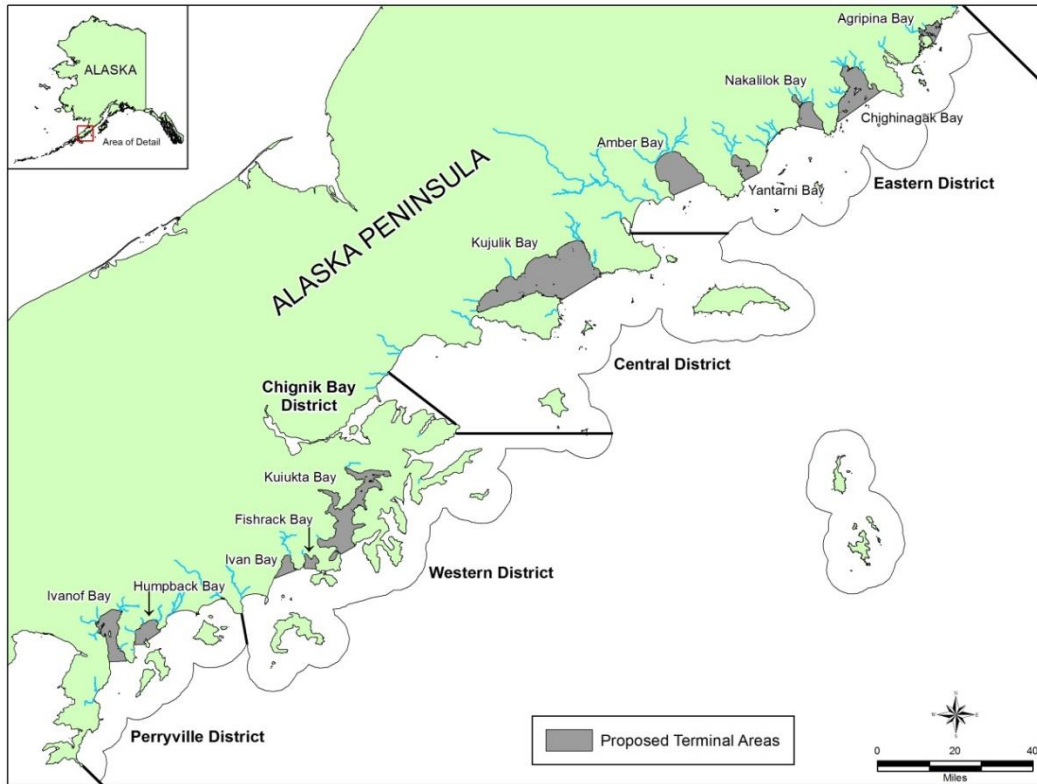 ALASKA
Area of Detail
Agripina Bay
Nakalilok Bay
Chighinagak Bay
Amber Bay
Yantarni Bay
Eastern District
ALASKA PENINSULA
Kujulik Bay
Central District
Chignik Bay
District
Kuiukta Bay
Fishrack Bay
Ivan Bay
Western District
Ivanof Bay
Humpback Bay
Perryville District
Proposed Terminal Areas
0 20 40
Miles